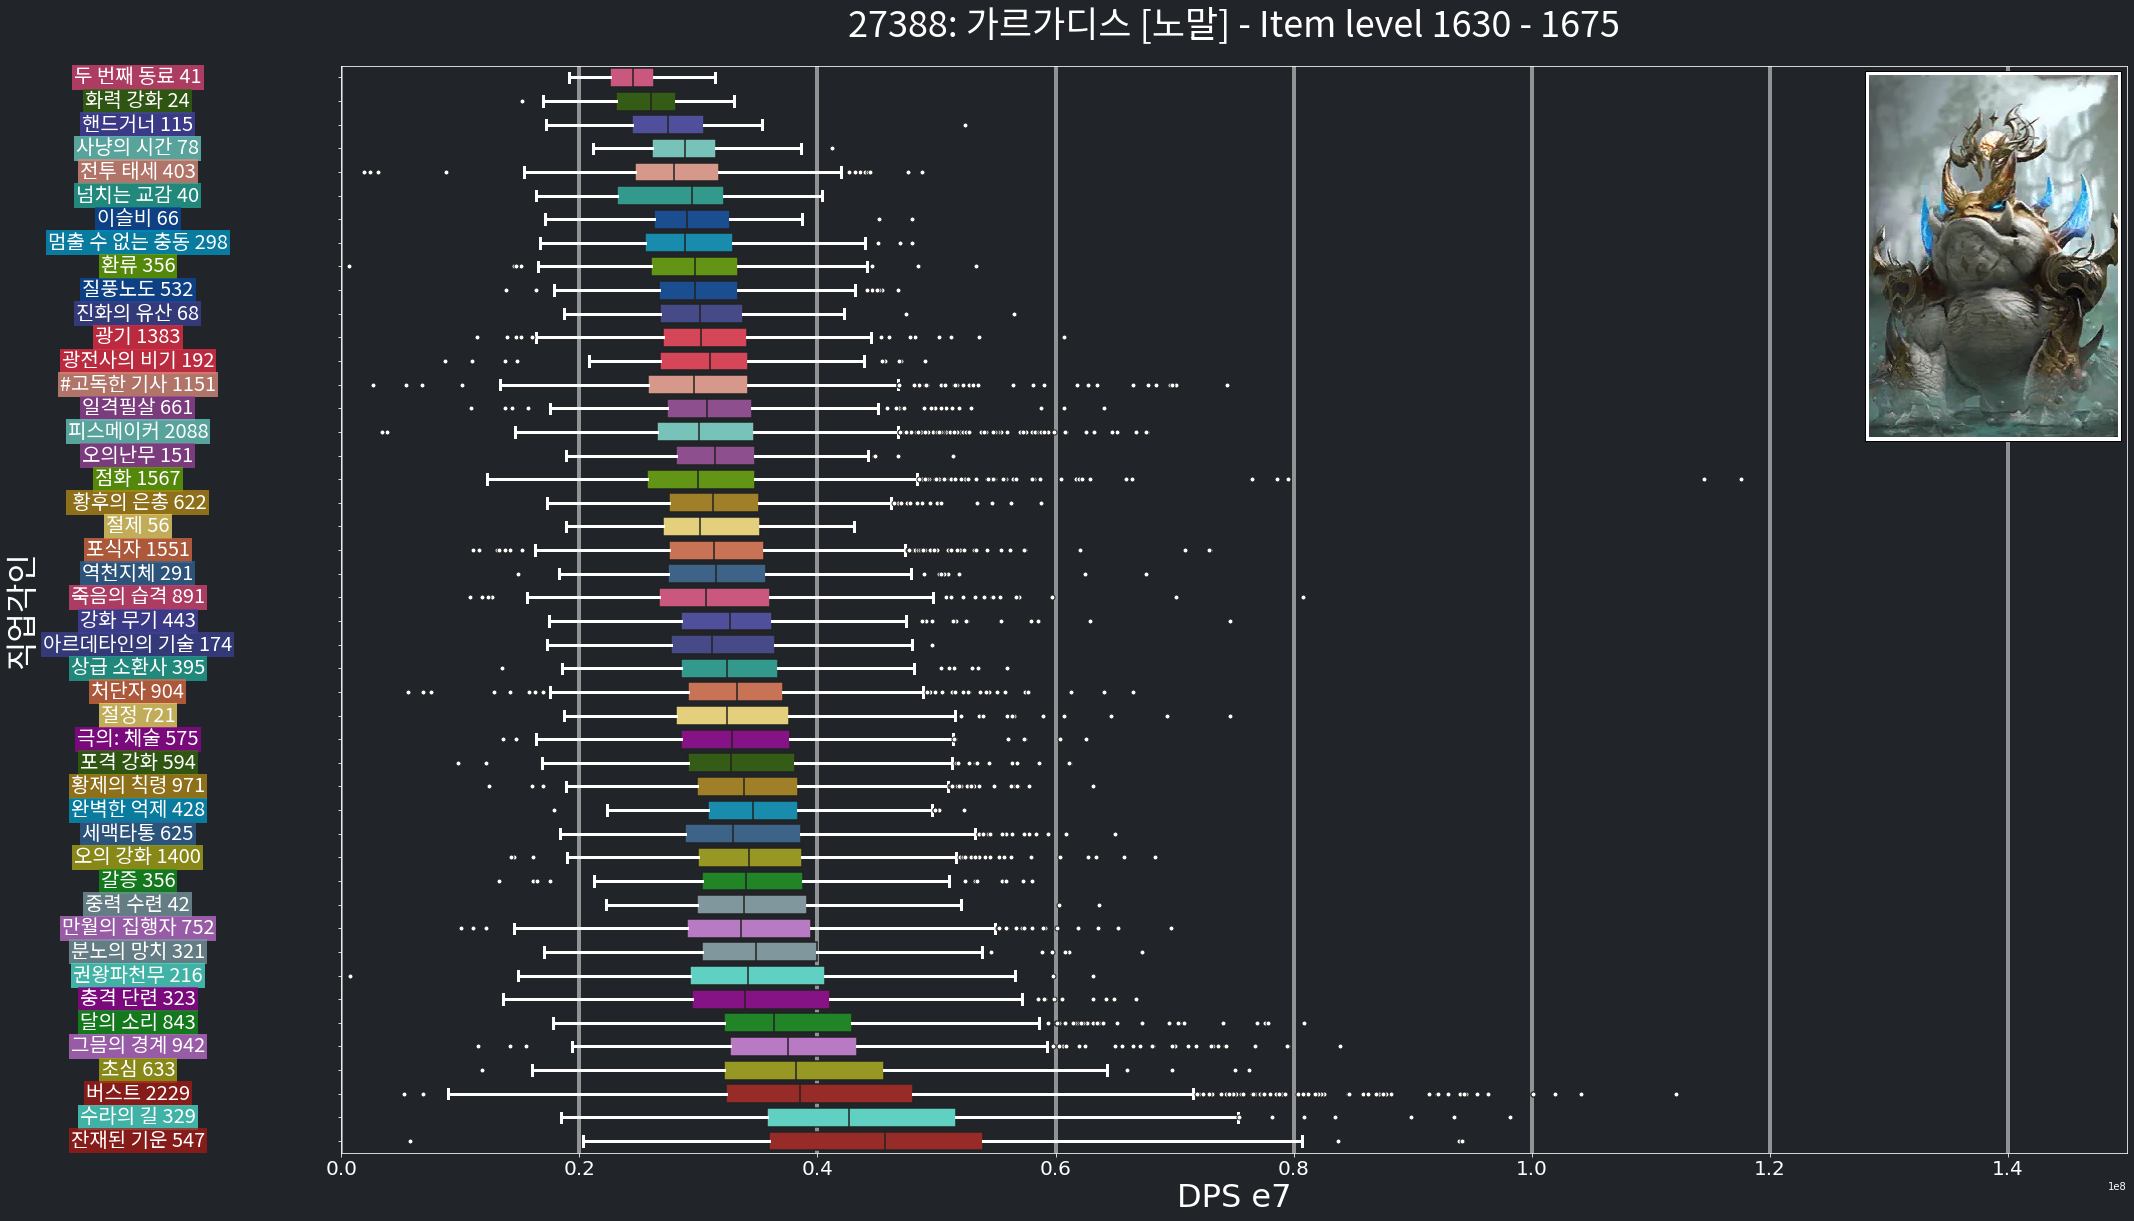 27388: 가르가디스 [노말] - Item level 1630 - 1675
두 번째 동료 41
화력 강화 24
핸드거너 115
사냥의 시간 78
전투 태세 403
넘치는 교감 40
이슬비 66
멈출 수 없는 충동 298
환류 356
질풍노도 532
진화의 유산 68
광기 1383
광전사의 비기 192
#고독한 기사 1151
일격필살 661
피스메이커 2088
오의난무 151
점화 1567
황후의 은총 622
절제 56
포식자 1551
역천지체 291
죽음의 습격 891
강화 무기 443
아르데타인의 기술 174
상급 소환사 395
처단자 904
절정 721
극의: 체술 575
포격 강화 594
황제의 칙령 971
완벽한 억제 428
세맥타통 625
오의 강화 1400
갈증 356
중력 수련 42
만월의 집행자 752
분노의 망치 321
권왕파천무 216
충격 단련 323
달의 소리 843
그믐의 경계 942
초심 633
버스트 2229
수라의 길 329
잔재된 기운 547
직업각인
0.0 0.2 0.4 0.6 0.8 1.0 1.2 1.4
DPS e7
1e8